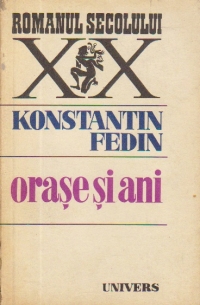 ROMANUL SECOLULUI
XX
KONSTANTIN
FEDIN
orașe și ani
UNIVERS